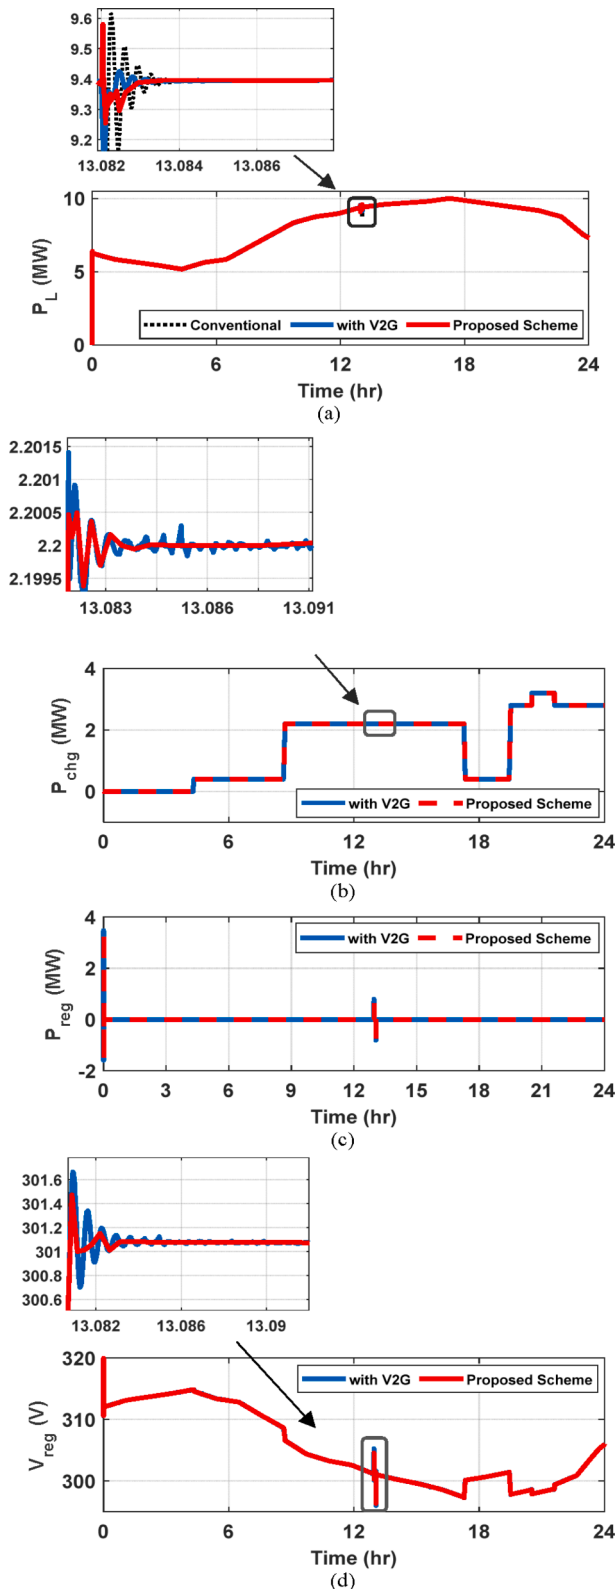 9.6
9.5
9.4
9.3
9.2
13.082 13.084 13.086
10
5
0
P_L (MW)
Conventional with V2G Proposed Scheme
0 6 12 18 24
Time (hr)
(a)
2.2015
2.201
2.2005
2.2
2.1995
13.083 13.086 13.091
4
2
0
P_chg (MW)
with V2G Proposed Scheme
0 6 12 18 24
Time (hr)
(b)
4
2
0
-2
P_reg (MW)
with V2G Proposed Scheme
0 3 6 9 12 15 18 21 24
Time (hr)
(c)
301.6
301.4
301.2
301
300.8
300.6
13.082 13.086 13.09
320
310
300
V_reg (V)
with V2G Proposed Scheme
0 6 12 18 24
Time (hr)
(d)